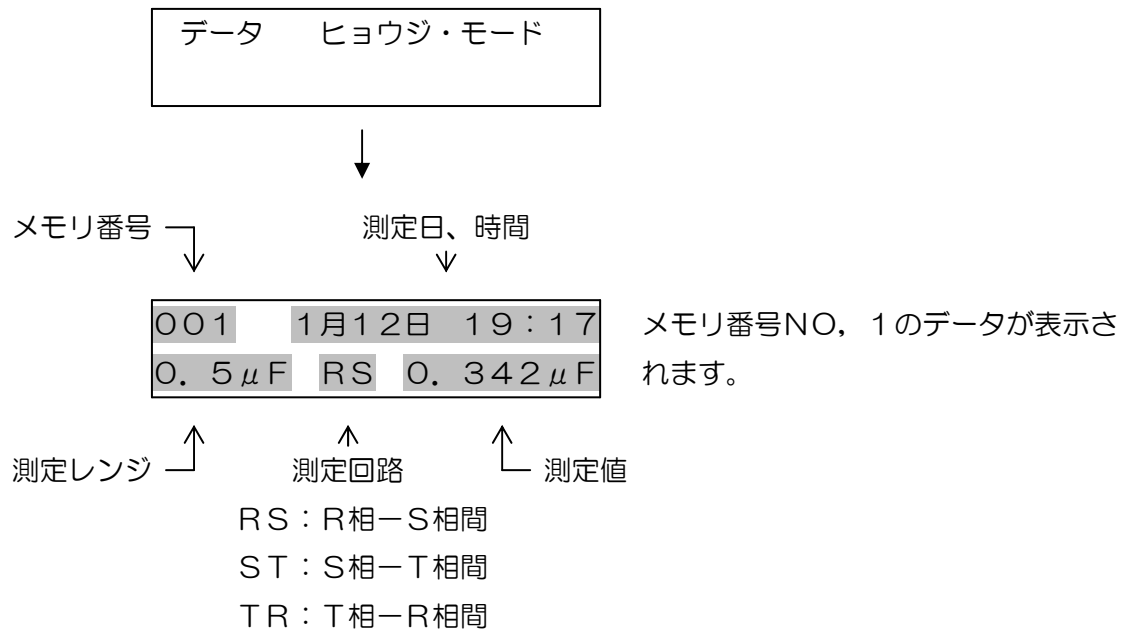 データ　ヒョウジ・モード
メモリ番号　測定日、時間
００１　１月１２日　１９：１７　メモリ番号ＮＯ，１のデータが表示さ
０．５μＦ　ＲＳ　０．３４２μＦ　れます。
測定レンジ　測定回路　測定値
ＲＳ：Ｒ相－Ｓ相間
ＳＴ：Ｓ相－Ｔ相間
ＴＲ：Ｔ相－Ｒ相間